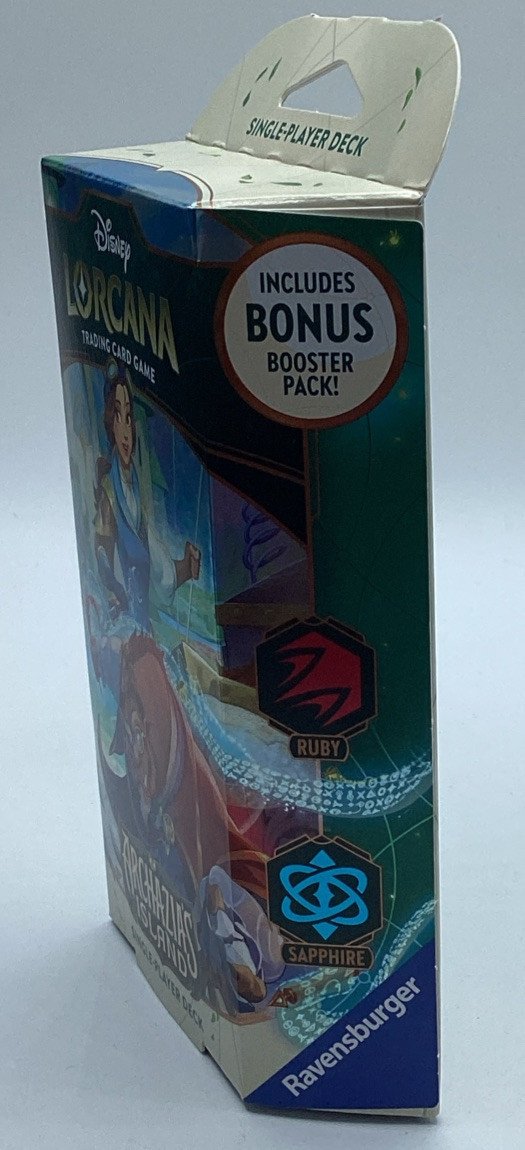 SINGLE-PLAYER DECK
Disney
LORCANA
TRADING CARD GAME
INCLUDES
BONUS
BOOSTER
PACK!
RUBY
SAPPHIRE
ARCHAZIA'S
ISLAND
SINGLE-PLAYER DECK
Ravensburger